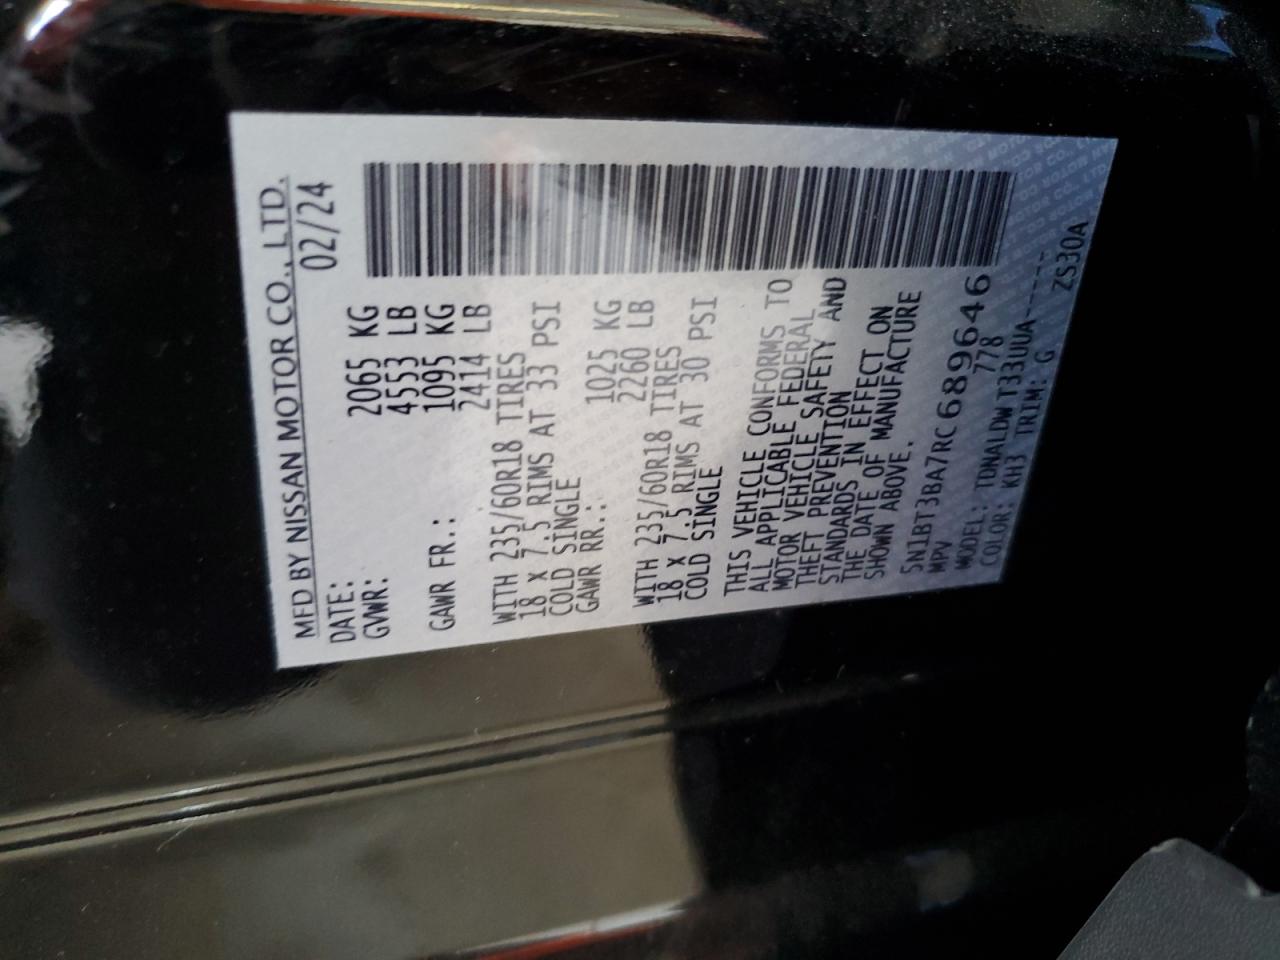 MFD BY NISSAN MOTOR CO., LTD.
DATE: 02/24
GVWR: 2065 KG
4553 LB
GAWR FR.: 1095 KG
2414 LB
WITH 235/60R18 TIRES
18 X 7.5 RIMS AT 33 PSI
COLD SINGLE
GAWR RR.: 1025 KG
2260 LB
WITH 235/60R18 TIRES
18 X 7.5 RIMS AT 30 PSI
COLD SINGLE
THIS VEHICLE CONFORMS TO
ALL APPLICABLE FEDERAL
MOTOR VEHICLE SAFETY AND
THEFT PREVENTION
STANDARDS IN EFFECT ON
THE DATE OF MANUFACTURE
SHOWN ABOVE..
5N1BT3BA7RC689646
MPV 778
MODEL: TDNALDWT33UUA-----
COLOR: KH3 TRIM: G ZS30A